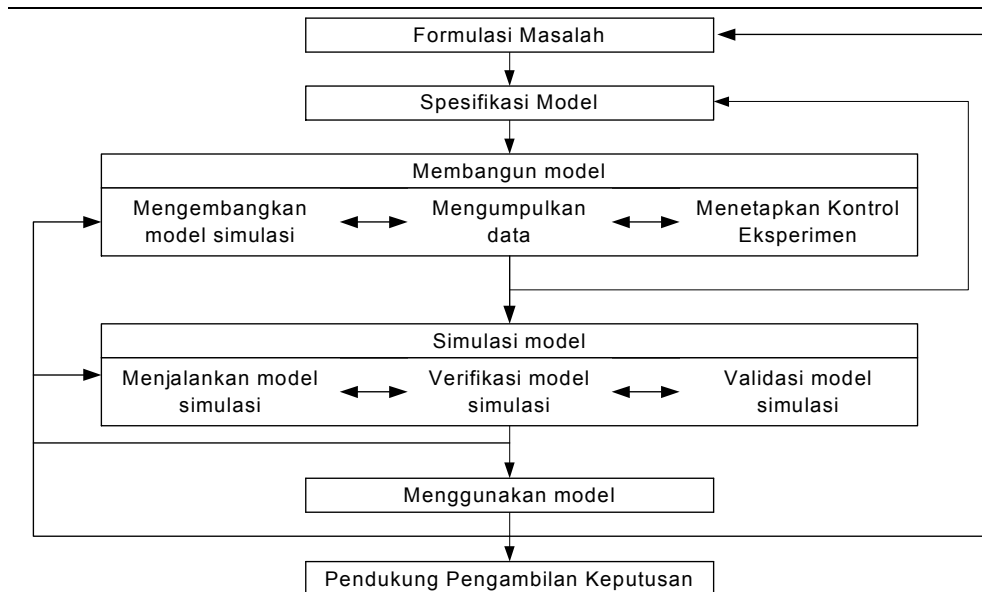 Formulasi Masalah
Spesifikasi Model
Membangun model
Mengembangkan model simulasi
Mengumpulkan data
Menetapkan Kontrol Eksperimen
Simulasi model
Menjalankan model simulasi
Verifikasi model simulasi
Validasi model simulasi
Menggunakan model
Pendukung Pengambilan Keputusan